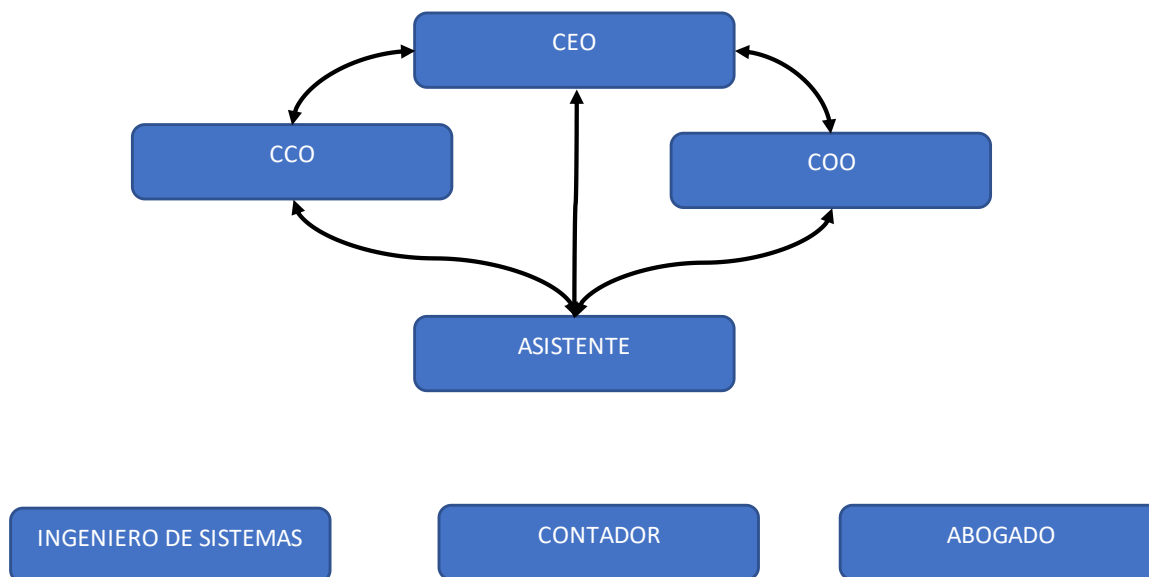 CEO
CCO
COO
ASISTENTE
INGENIERO DE SISTEMAS
CONTADOR
ABOGADO